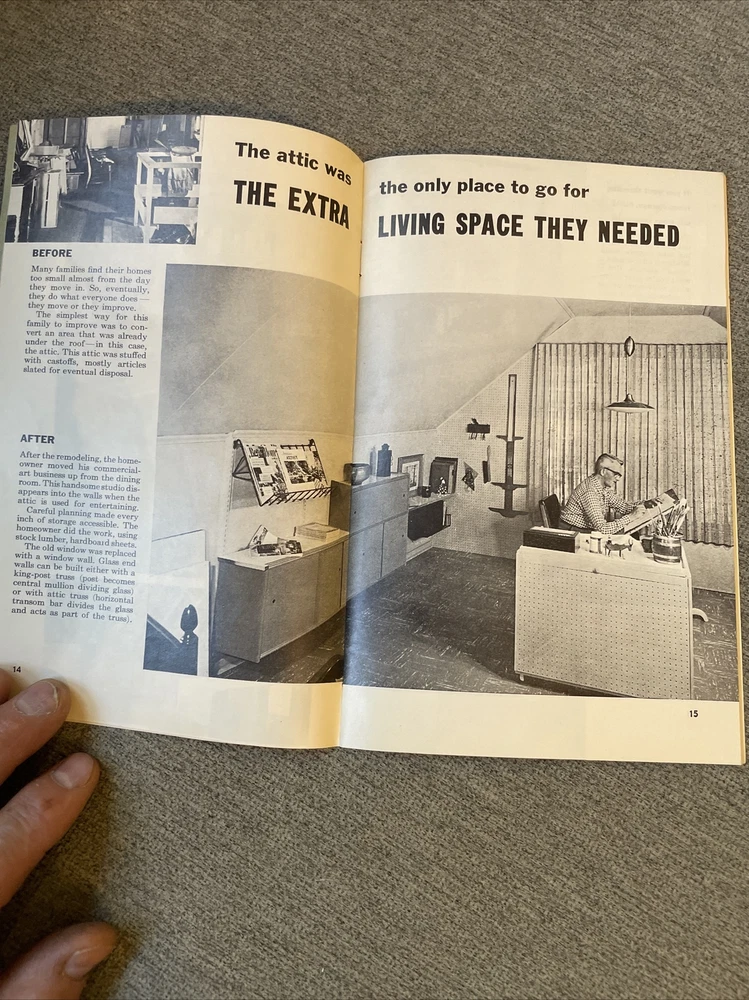 The attic was the only place to go for
THE EXTRA LIVING SPACE THEY NEEDED
BEFORE
Many families find their homes
too small almost from the day
they move in. So, eventually,
they do what everyone does —
they move or they improve.
The simplest way for this
family to improve was to con-
vert an area that was already
under the roof—in this case,
the attic. This attic was stuffed
with castoffs, mostly articles
slated for eventual disposal.
AFTER
After the remodeling, the home-
owner moved his commercial-
art business up from the dining
room. This handsome studio dis-
appears into the walls when the
attic is used for entertaining.
Careful planning made every
inch of storage accessible. The
homeowner did the work, using
stock lumber, hardboard sheets.
The old window was replaced
with a window wall. Glass end
walls can be built either with a
king-post truss (post becomes
central mullion dividing glass)
or with attic truss (horizontal
transom bar divides the glass
and acts as part of the truss).
14
15